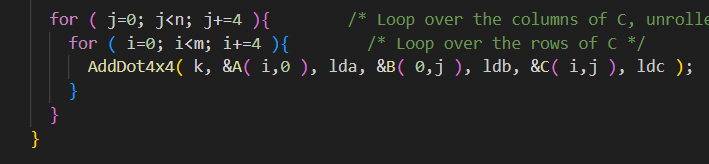 for ( j=0; j<n; j+=4 ){ /* Loop over the columns of C,
for ( i=0; i<m; i+=4 ){ /* Loop over the rows of C */
AddDot4x4( k, &A( i,0 ), lda, &B( 0,j ), ldb, &C( i,j ), ldc );
}
}
}